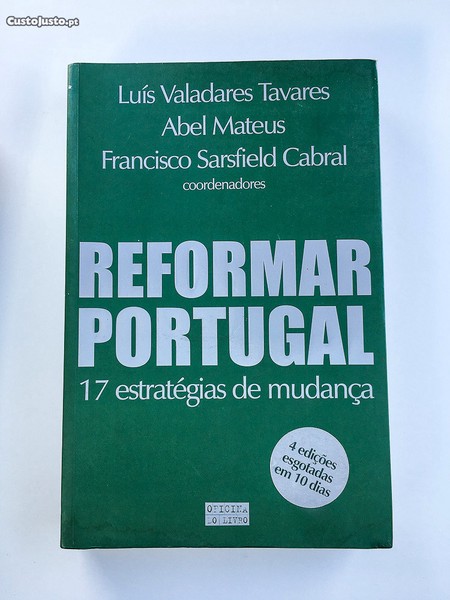 CustoJusto.pt
Luís Valadares Tavares
Abel Mateus
Francisco Sarsfield Cabral
coordenadores
REFORMAR
PORTUGAL
17 estratégias de mudança
4 edições
esgotadas
em 10 dias
OFICINA
DO LIVRO